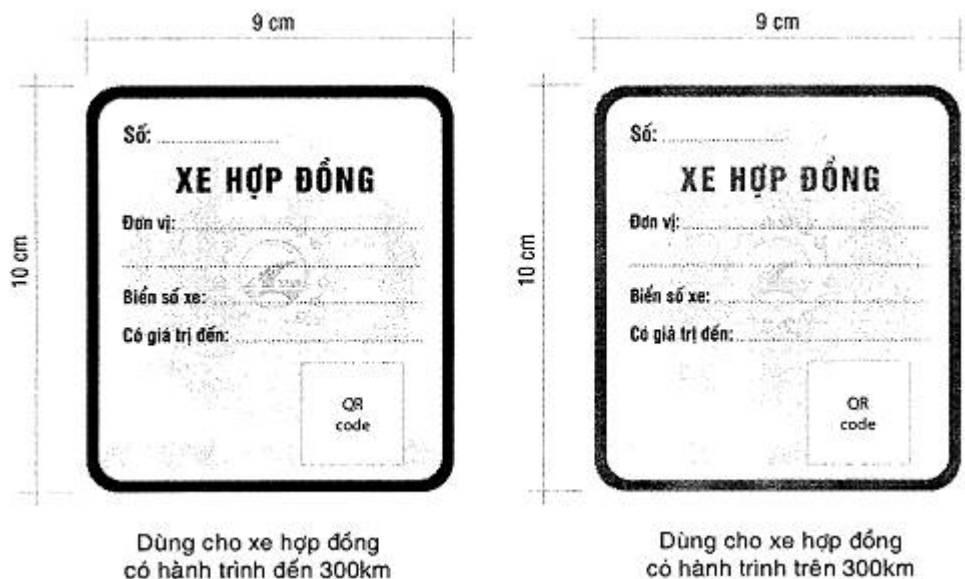 9 cm
10 cm
Số:
XE HỢP ĐỒNG
Đơn vị:
Biển số xe:
Có giá trị đến:
QR
code
Dùng cho xe hợp đồng
có hành trình đến 300km
9 cm
10 cm
Số:
XE HỢP ĐỒNG
Đơn vị:
Biển số xe:
Có giá trị đến:
QR
code
Dùng cho xe hợp đồng
có hành trình trên 300km